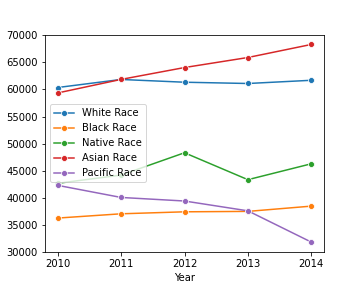 70000
65000
60000
55000
50000
45000
40000
35000
30000
White Race
Black Race
Native Race
Asian Race
Pacific Race
2010 2011 2012 2013 2014
Year